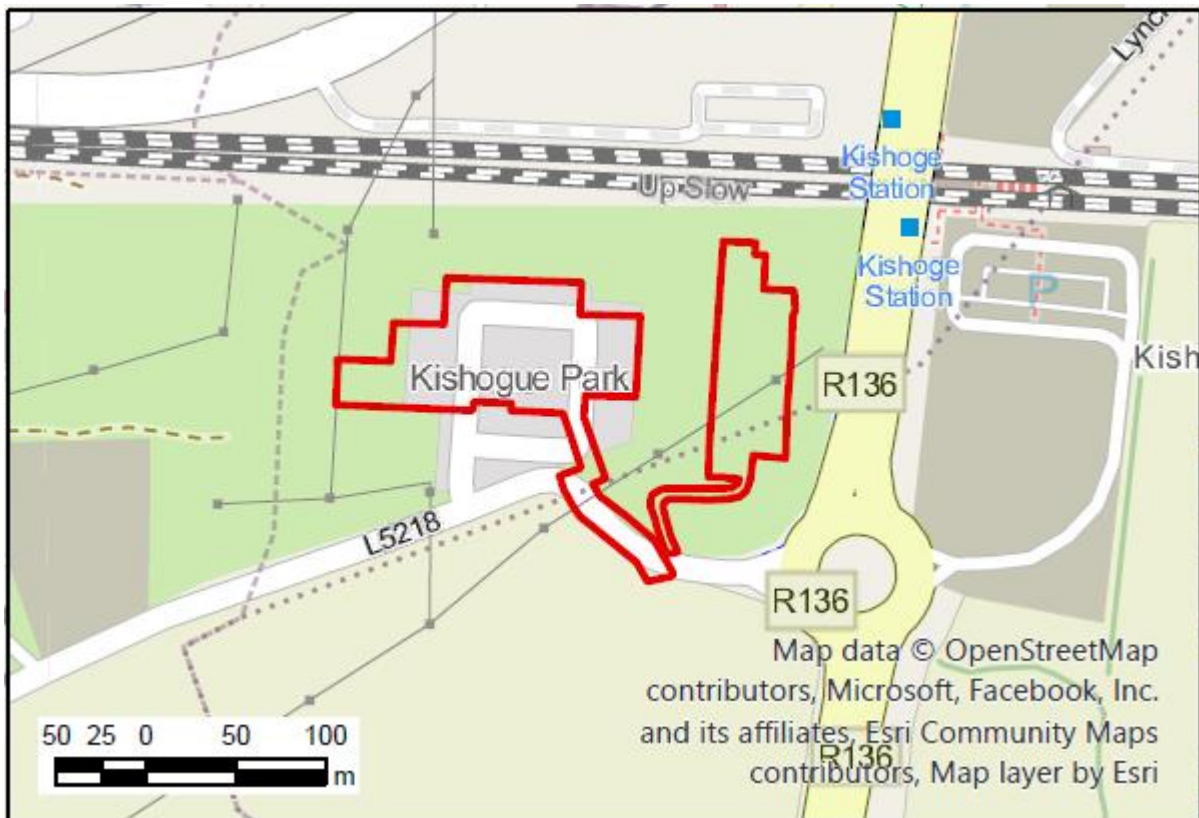 Lynch
Kishoge
Station
Up Slow
Kishoge
Station
P
Kish
Kishogue Park
R136
L5218
R136
Map data © OpenStreetMap
contributors, Microsoft, Facebook, Inc.
and its affiliates, Esri Community Maps
R136
contributors, Map layer by Esri
50 25 0 50 100
m